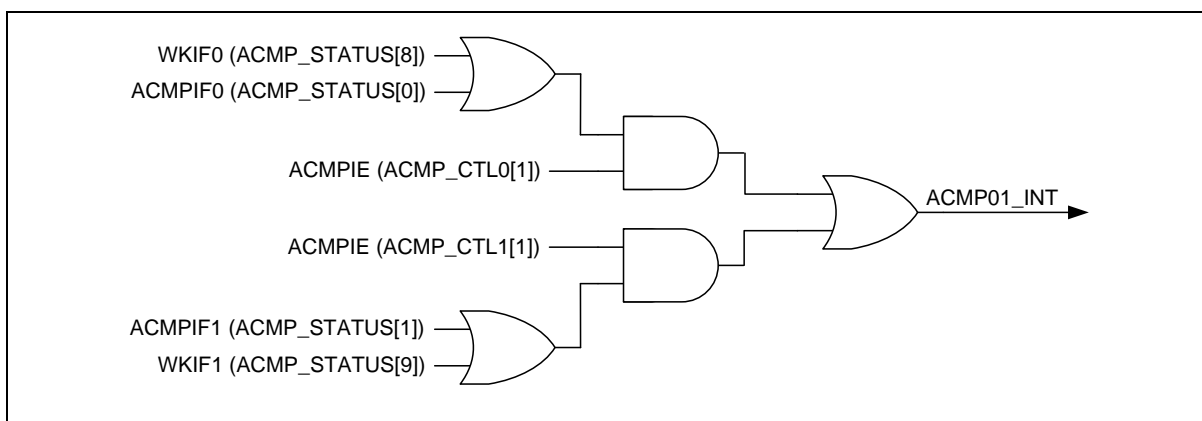 WKIF0 (ACMP_STATUS[8])
ACMPIF0 (ACMP_STATUS[0])
ACMPIE (ACMP_CTL0[1])
ACMP01_INT
ACMPIE (ACMP_CTL1[1])
ACMPIF1 (ACMP_STATUS[1])
WKIF1 (ACMP_STATUS[9])